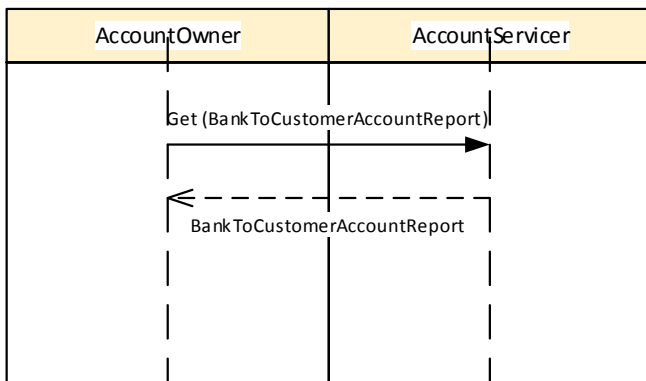 AccountOwner
AccountServicer
Get (BankToCustomerAccountReport)
BankToCustomerAccountReport